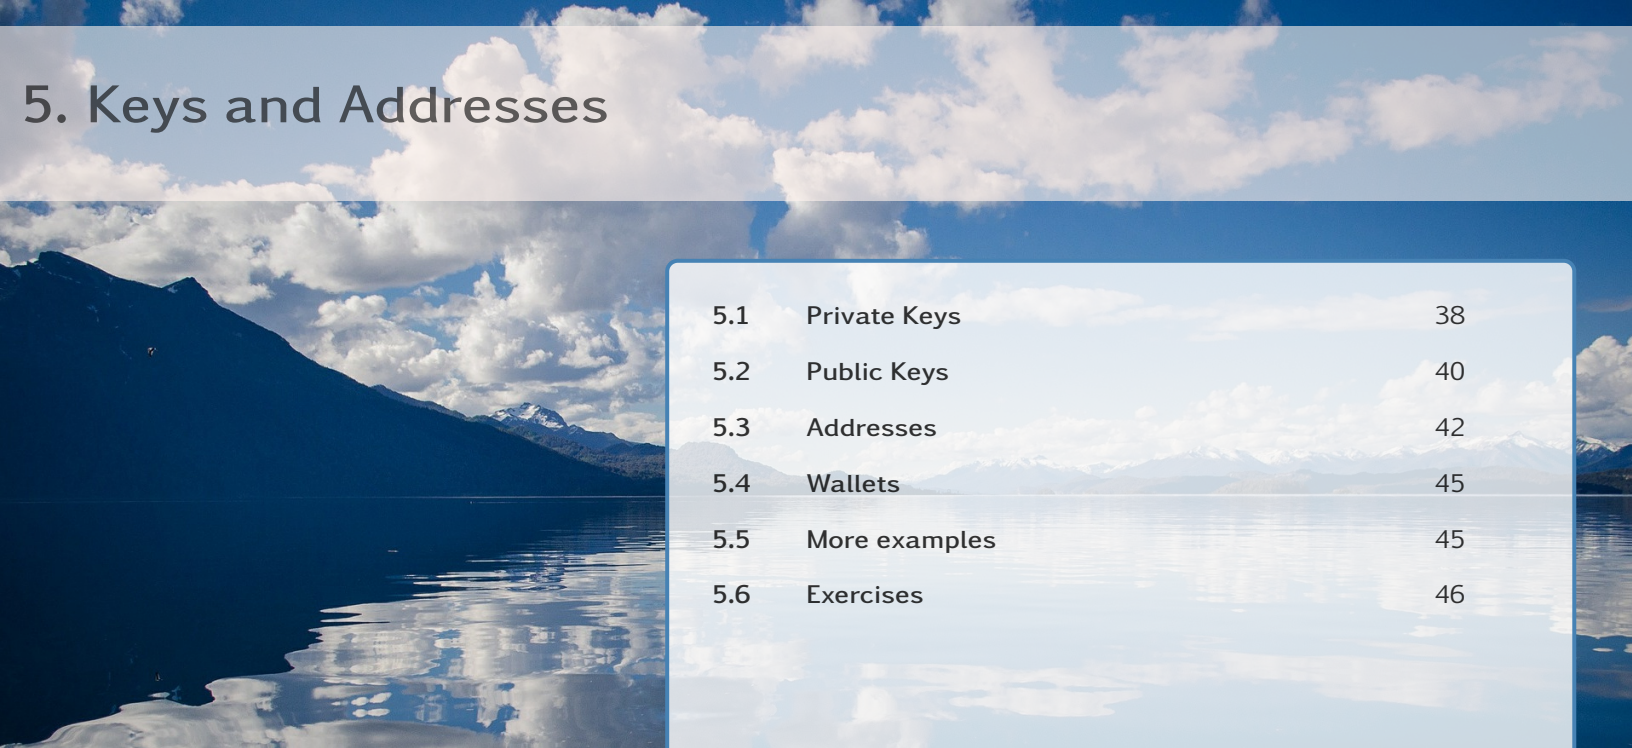 5. Keys and Addresses
5.1 Private Keys 38
5.2 Public Keys 40
5.3 Addresses 42
5.4 Wallets 45
5.5 More examples 45
5.6 Exercises 46